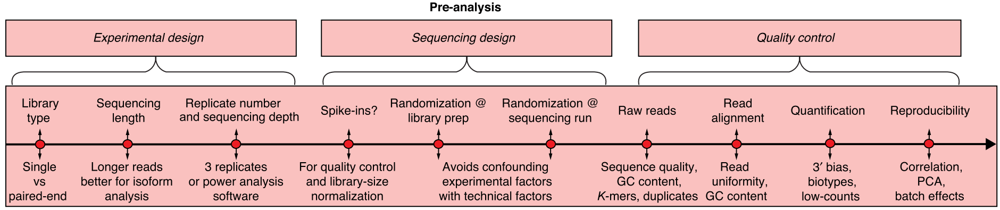 Pre-analysis
Experimental design
Sequencing design
Quality control
Library
type
Sequencing
length
Replicate number
and sequencing depth
Spike-ins?
Randomization @
library prep
Randomization @
sequencing run
Raw reads
Read
alignment
Quantification
Reproducibility
Single
vs
paired-end
Longer reads
better for isoform
analysis
3 replicates
or power analysis
software
For quality control
and library-size
normalization
Avoids confounding
experimental factors
with technical factors
Sequence quality,
GC content,
K-mers, duplicates
Read
uniformity,
GC content
3′ bias,
biotypes,
low-counts
Correlation,
PCA,
batch effects